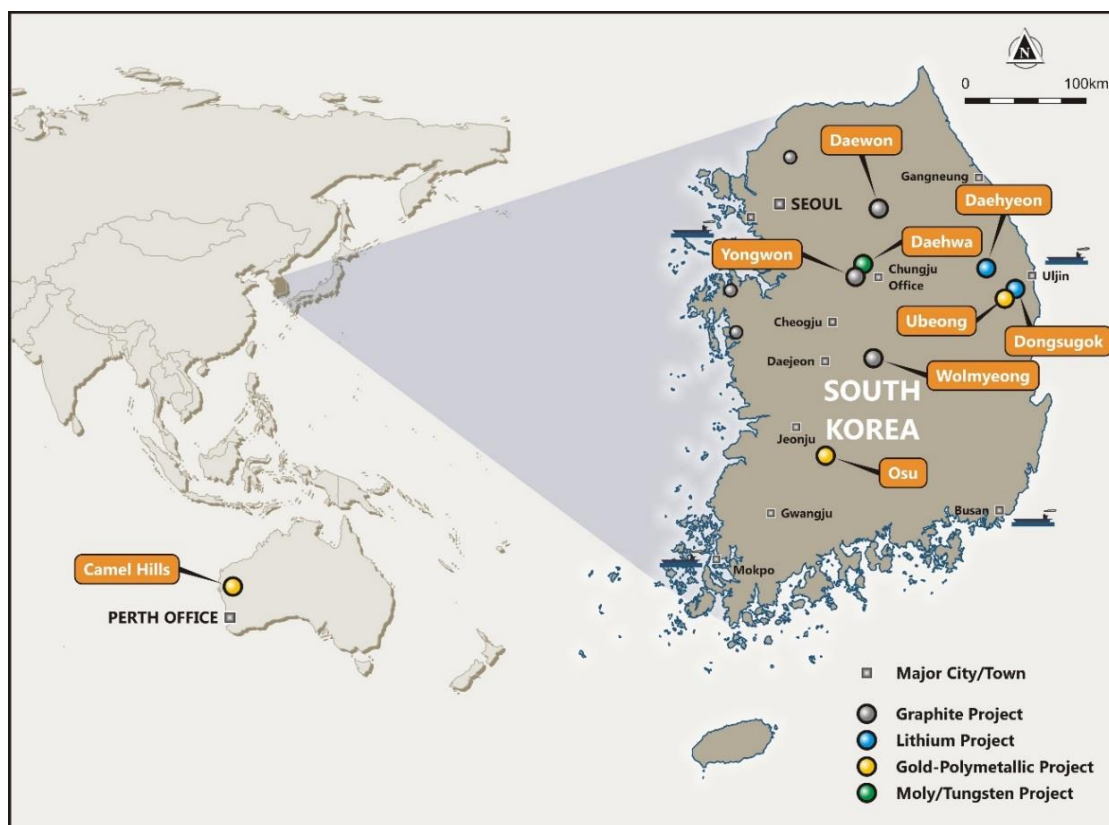 N
0 100km
Daewon
Gangneung
SEOUL
Daehyeon
Daehwa
Yongwon
Chungju
Office
Uljin
Ubeong
Dongsugok
Cheogju
Daejeon
Wolmyeong
SOUTH
KOREA
Jeonju
Osu
Gwangju
Busan
Mokpo
Camel Hills
PERTH OFFICE
Major City/Town
Graphite Project
Lithium Project
Gold-Polymetallic Project
Moly/Tungsten Project